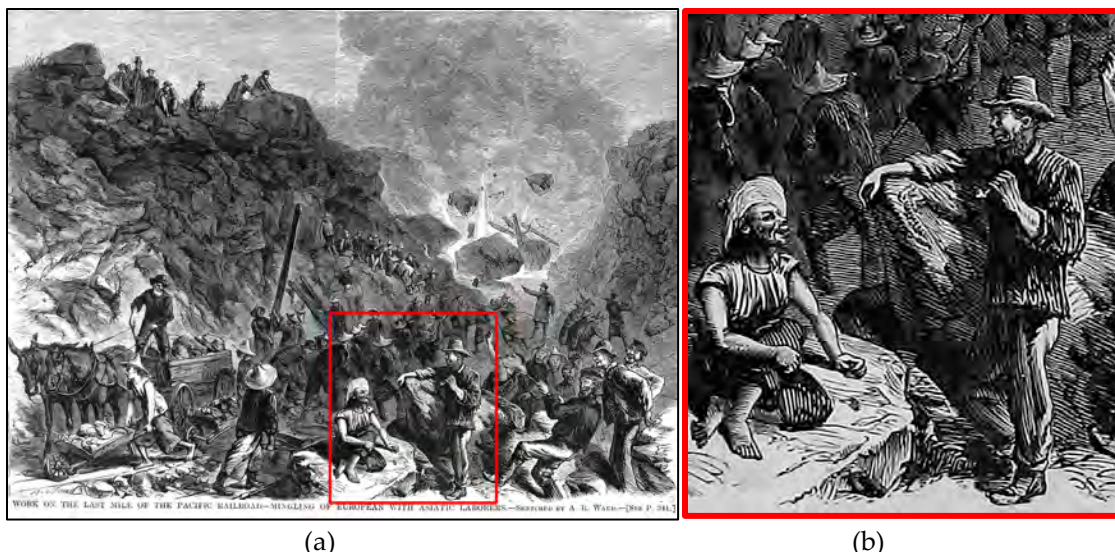 WORK ON THE LAST MILE OF THE PACIFIC RAILROAD—MINGLING OF EUROPEAN WITH ASIATIC LABORERS.—SKETCHED BY A. R. WAUD.—[SEE P. 341.]
(a)
(b)